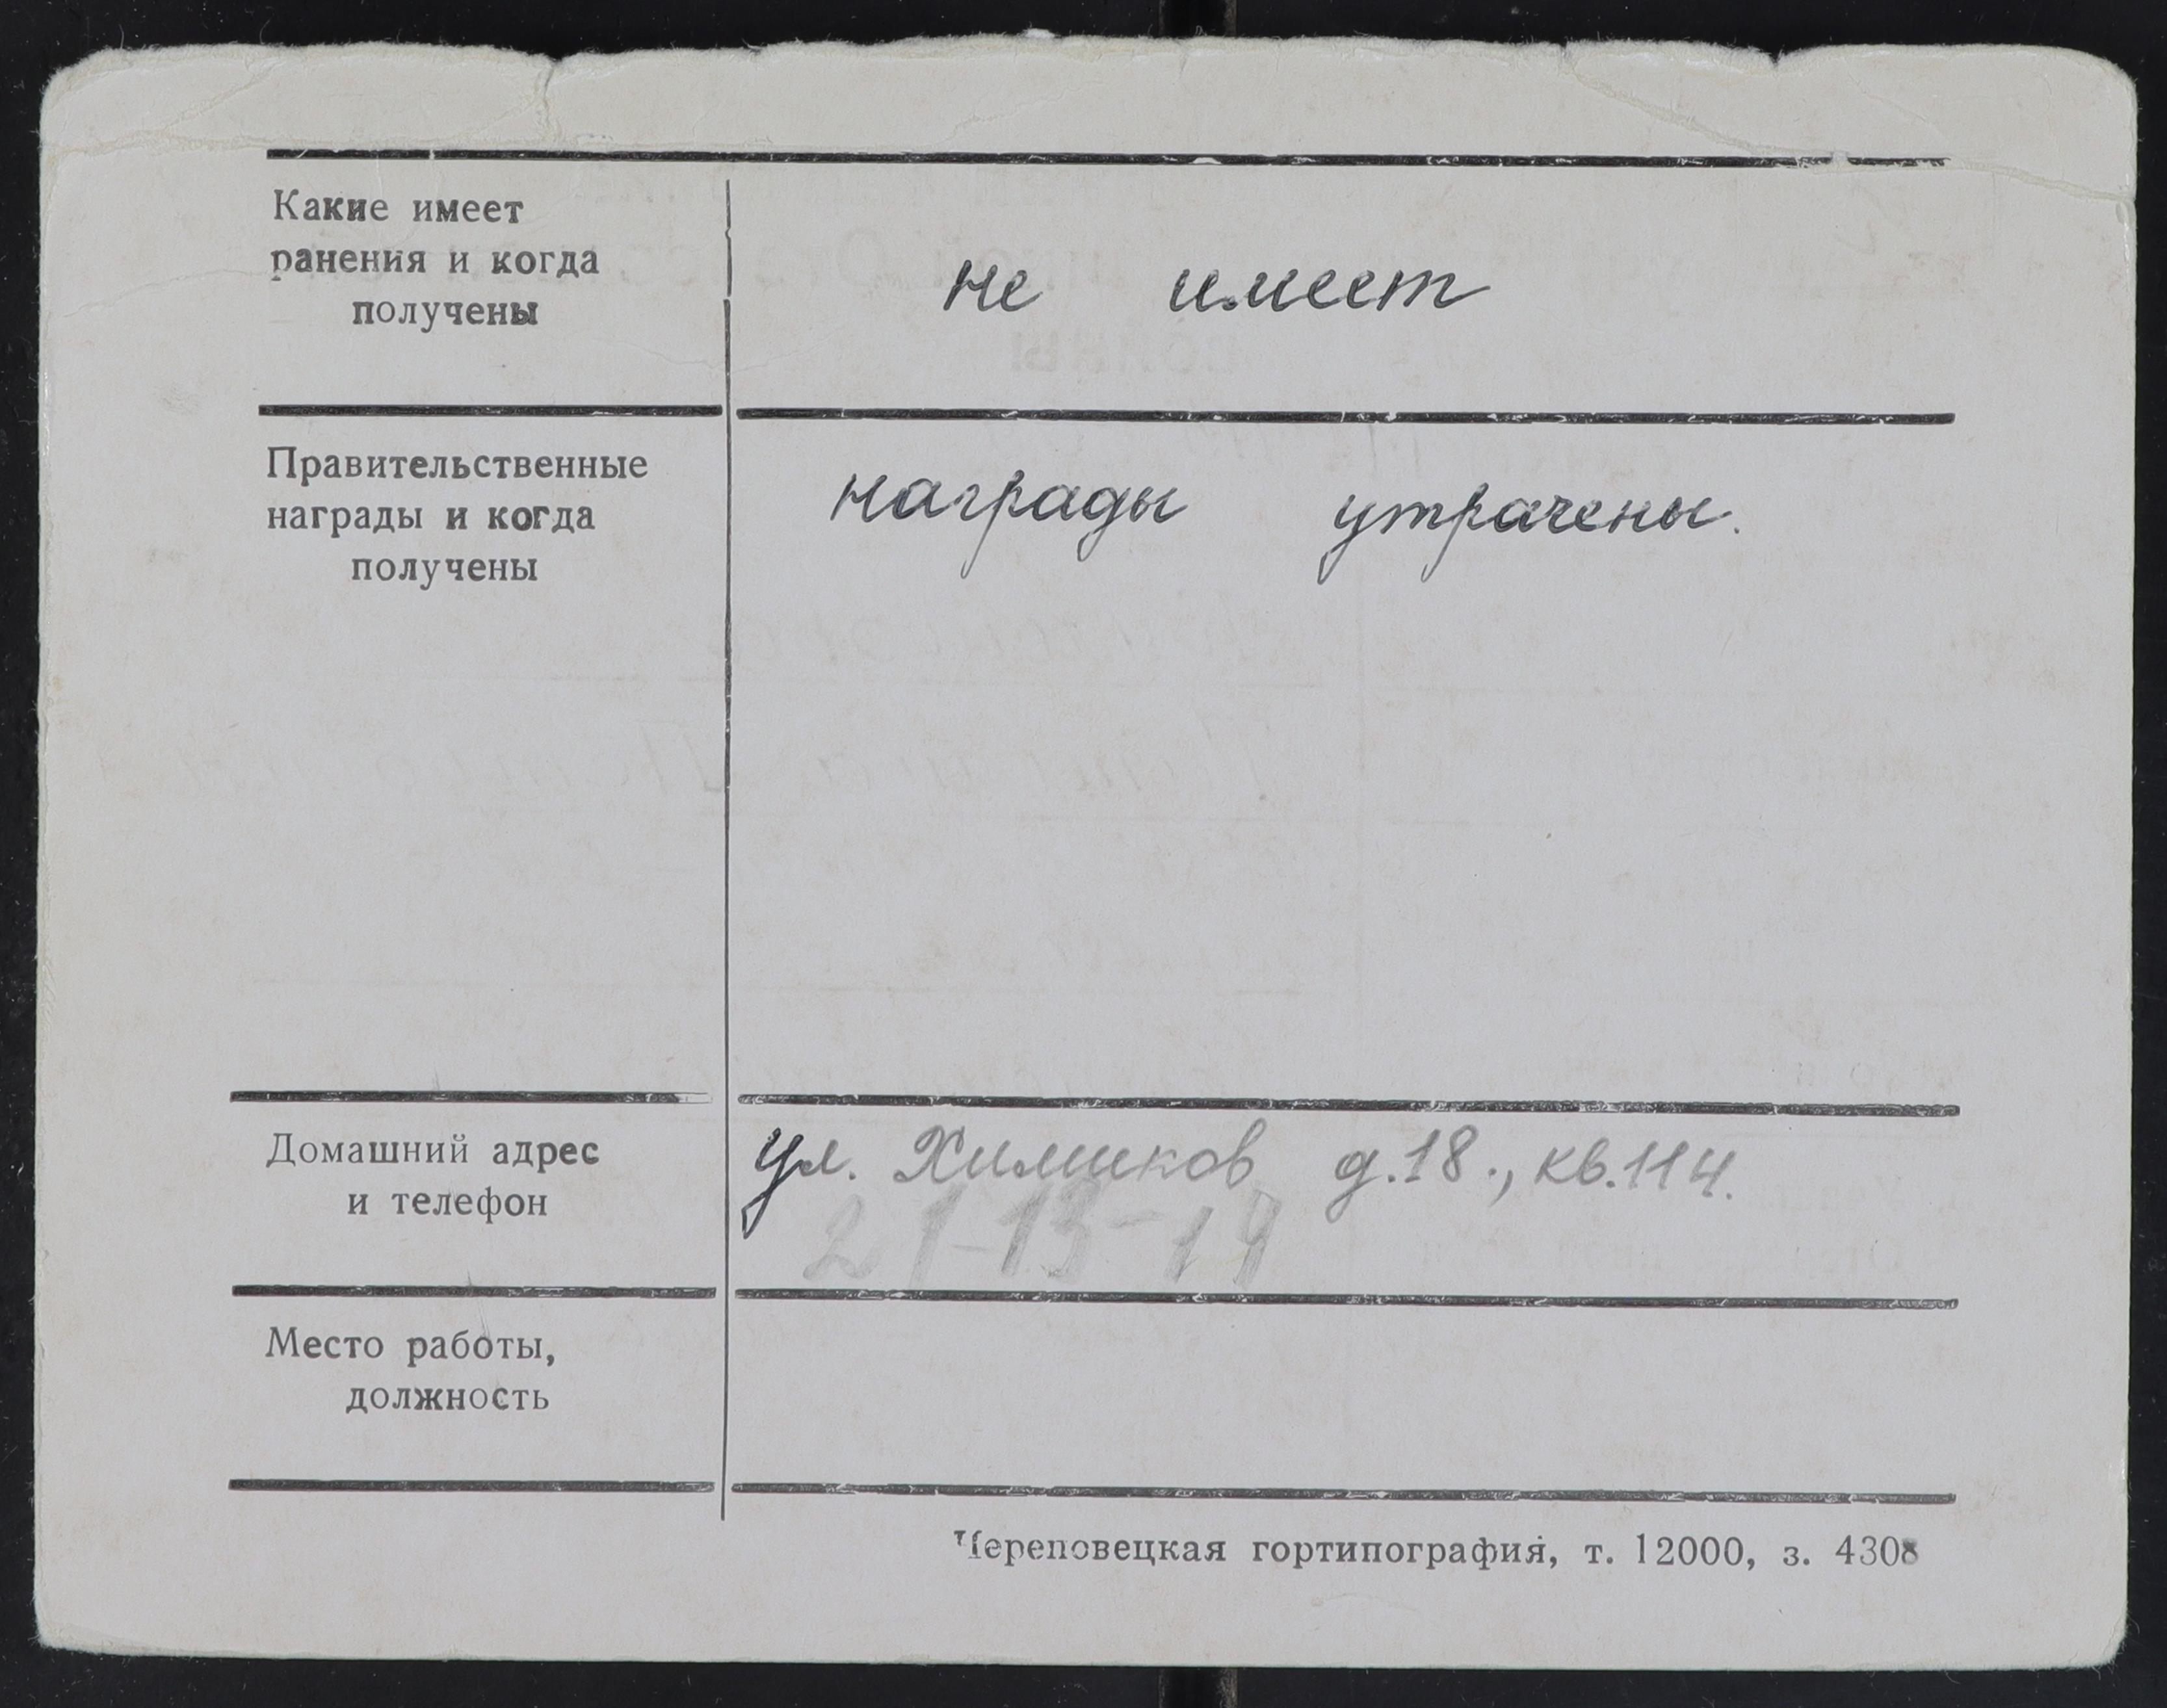 Какие имеет
ранения и когда
получены
не имеет
Правительственные
награды и когда
получены
награды утрачены.
Домашний адрес
и телефон
ул. Химиков д.18., кв.114.
21-13-19
Место работы,
должность
Череповецкая гортипография, т. 12000, з. 4308